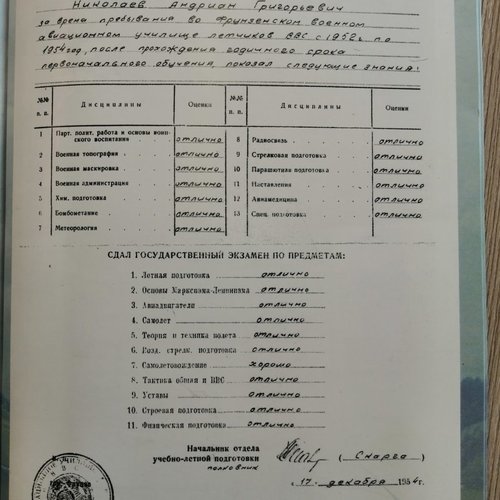 Николаев Андриан Григорьевич
за время пребывания во Фрунзенском военном
авиационном училище летчиков ВВС с 1952г. по
1954год, после прохождения годичного срока
первоначального обучения, показал следующие знания:
№№ п. п. Дисциплины Оценки №№ п. п. Дисциплины Оценки
1 Парт. полит. работа и основы воинского воспитания отлично 8 Радиосвязь отлично
2 Военная топография отлично 9 Стрелковая подготовка отлично
3 Военная маскировка отлично 10 Парашютная подготовка отлично
4 Военная администрация отлично 11 Наставления отлично
5 Хим. подготовка отлично 12 Авиамедицина отлично
6 Бомбометание отлично 13 Спец. подготовка отлично
7 Метеорология отлично
СДАЛ ГОСУДАРСТВЕННЫЙ ЭКЗАМЕН ПО ПРЕДМЕТАМ:
1. Летная подготовка отлично
2. Основы Марксизма-Ленинизма отлично
3. Авиадвигатели отлично
4. Самолет отлично
5. Теория и техника полета отлично
6. Возд. стрелк. подготовка отлично
7. Самолетовождение хорошо
8. Тактика общая и ВВС отлично
9. Уставы отлично
10. Строевая подготовка отлично
11. Физическая подготовка отлично
Начальник отдела
учебно-летной подготовки
полковник (Скарга)
„17„ декабря 1954г.